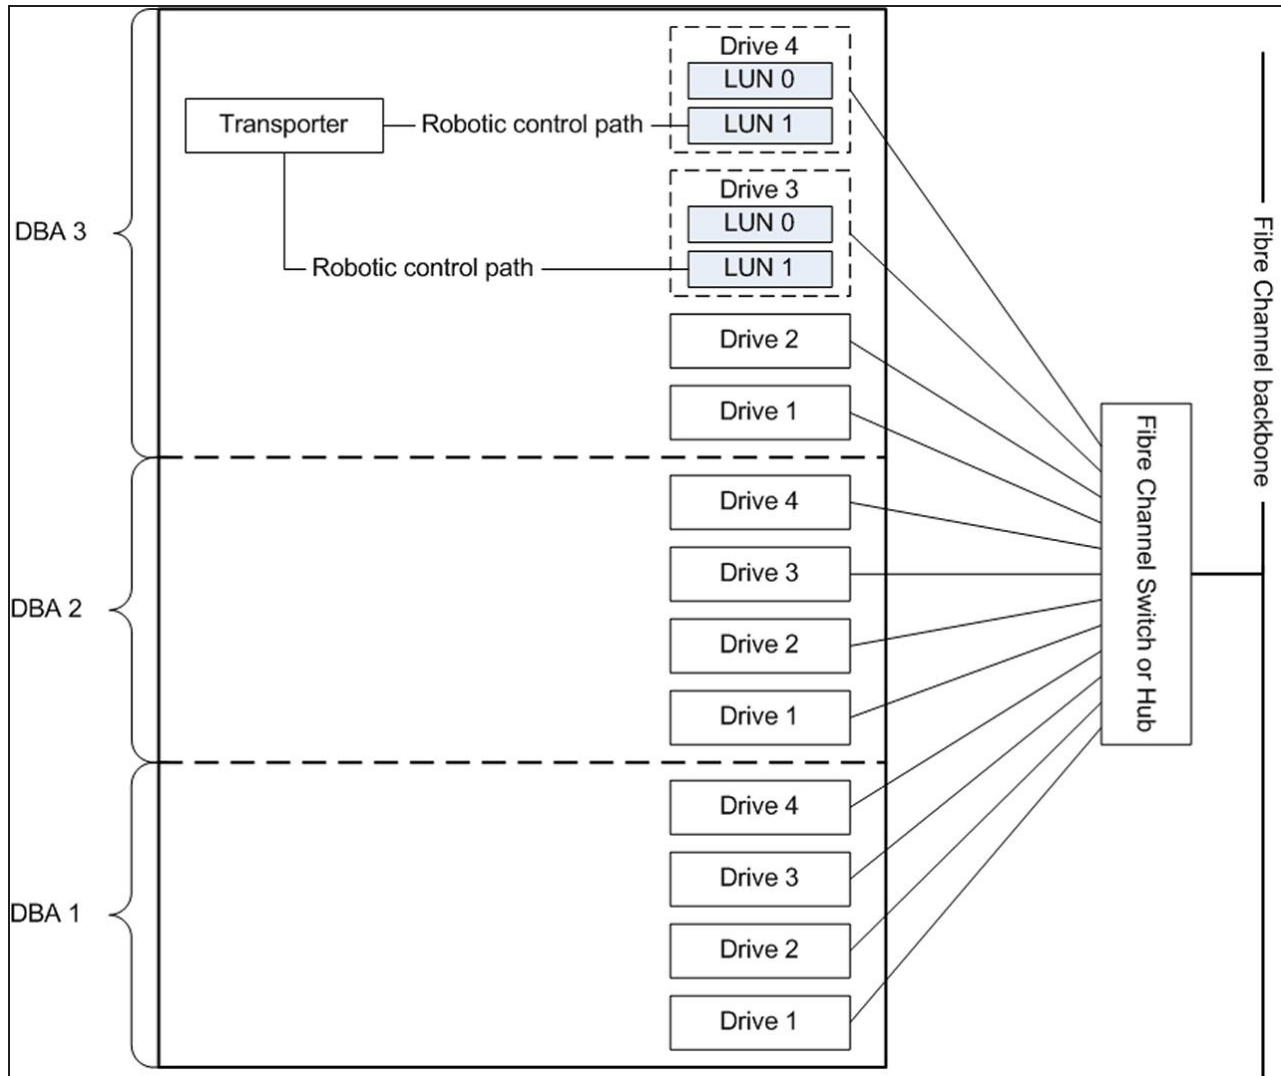 Drive 4
LUN 0
Transporter
Robotic control path
LUN 1
Drive 3
LUN 0
DBA 3
Robotic control path
LUN 1
Drive 2
Drive 1
Drive 4
Drive 3
DBA 2
Drive 2
Drive 1
Drive 4
Drive 3
DBA 1
Drive 2
Drive 1
Fibre Channel Switch or Hub
Fibre Channel backbone